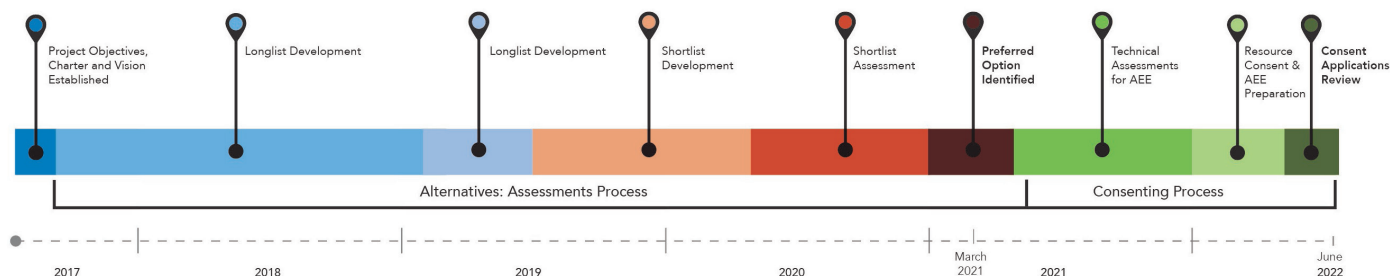 Project Objectives,
Charter and Vision
Established
Longlist Development
Longlist Development
Shortlist
Development
Shortlist
Assessment
Preferred
Option
Identified
Technical
Assessments
for AEE
Resource
Consent &
AEE
Preparation
Consent
Applications
Review
Alternatives: Assessments Process
Consenting Process
2017
2018
2019
2020
March
2021
2021
June
2022